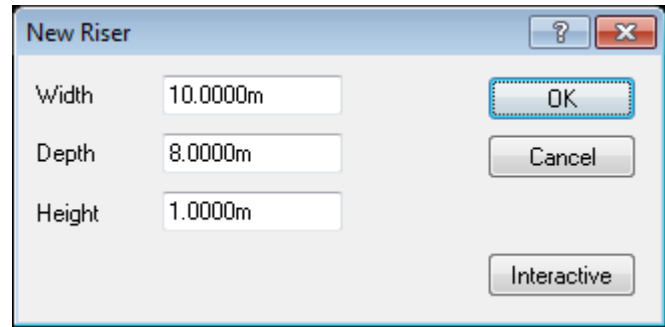 New Riser
?
Width 10.0000m OK
Depth 8.0000m Cancel
Height 1.0000m
Interactive